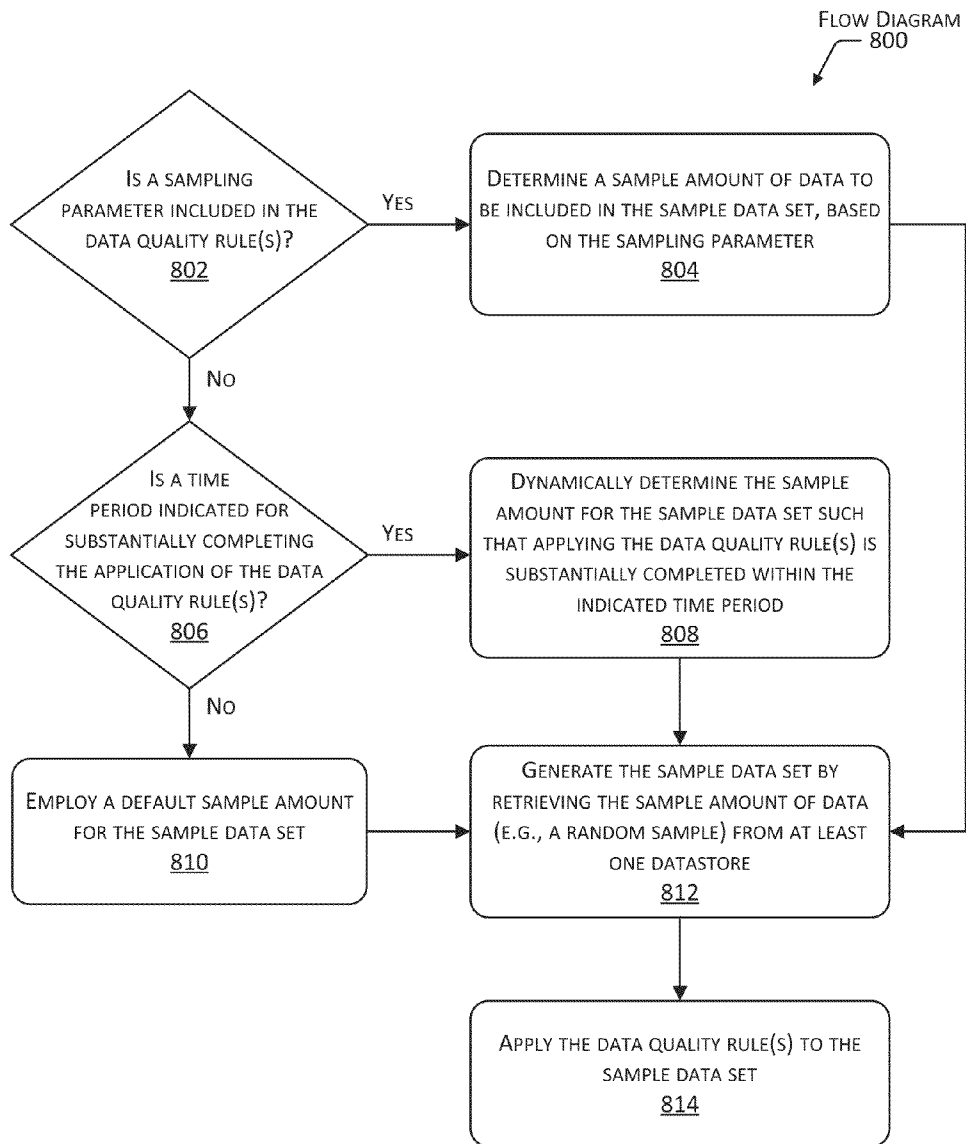 FLOW DIAGRAM
800
IS A SAMPLING
PARAMETER INCLUDED IN THE
DATA QUALITY RULE(S)?
802
YES
DETERMINE A SAMPLE AMOUNT OF DATA TO
BE INCLUDED IN THE SAMPLE DATA SET, BASED
ON THE SAMPLING PARAMETER
804
NO
IS A TIME
PERIOD INDICATED FOR
SUBSTANTIALLY COMPLETING
THE APPLICATION OF THE DATA
QUALITY RULE(S)?
806
YES
DYNAMICALLY DETERMINE THE SAMPLE
AMOUNT FOR THE SAMPLE DATA SET SUCH
THAT APPLYING THE DATA QUALITY RULE(S) IS
SUBSTANTIALLY COMPLETED WITHIN THE
INDICATED TIME PERIOD
808
NO
EMPLOY A DEFAULT SAMPLE AMOUNT
FOR THE SAMPLE DATA SET
810
GENERATE THE SAMPLE DATA SET BY
RETRIEVING THE SAMPLE AMOUNT OF DATA
(E.G., A RANDOM SAMPLE) FROM AT LEAST
ONE DATASTORE
812
APPLY THE DATA QUALITY RULE(S) TO THE
SAMPLE DATA SET
814